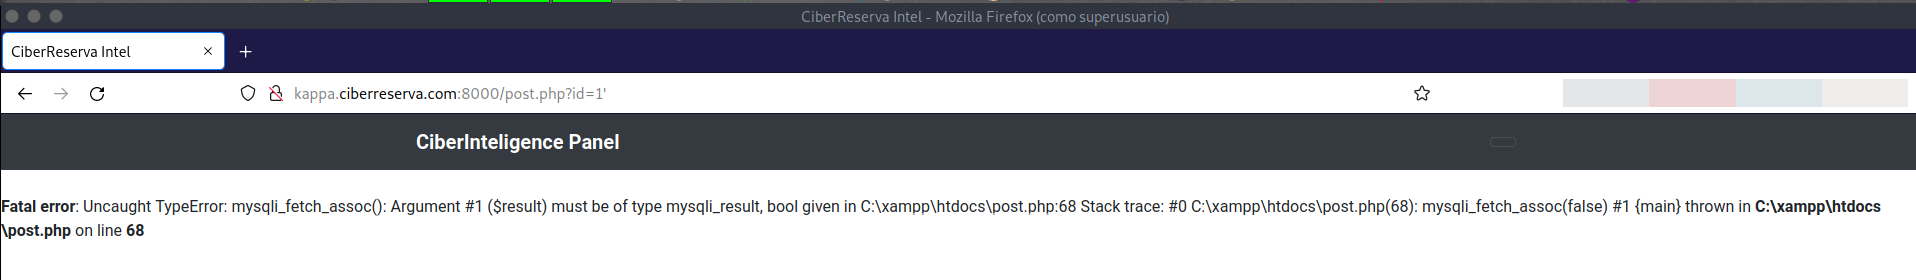 CiberReserva Intel - Mozilla Firefox (como superusuario)
CiberReserva Intel
kappa.ciberreserva.com:8000/post.php?id=1'
CiberInteligence Panel
Fatal error: Uncaught TypeError: mysqli_fetch_assoc(): Argument #1 ($result) must be of type mysqli_result, bool given in C:\xampp\htdocs\post.php:68 Stack trace: #0 C:\xampp\htdocs\post.php(68): mysqli_fetch_assoc(false) #1 {main} thrown in C:\xampp\htdocs
\post.php on line 68